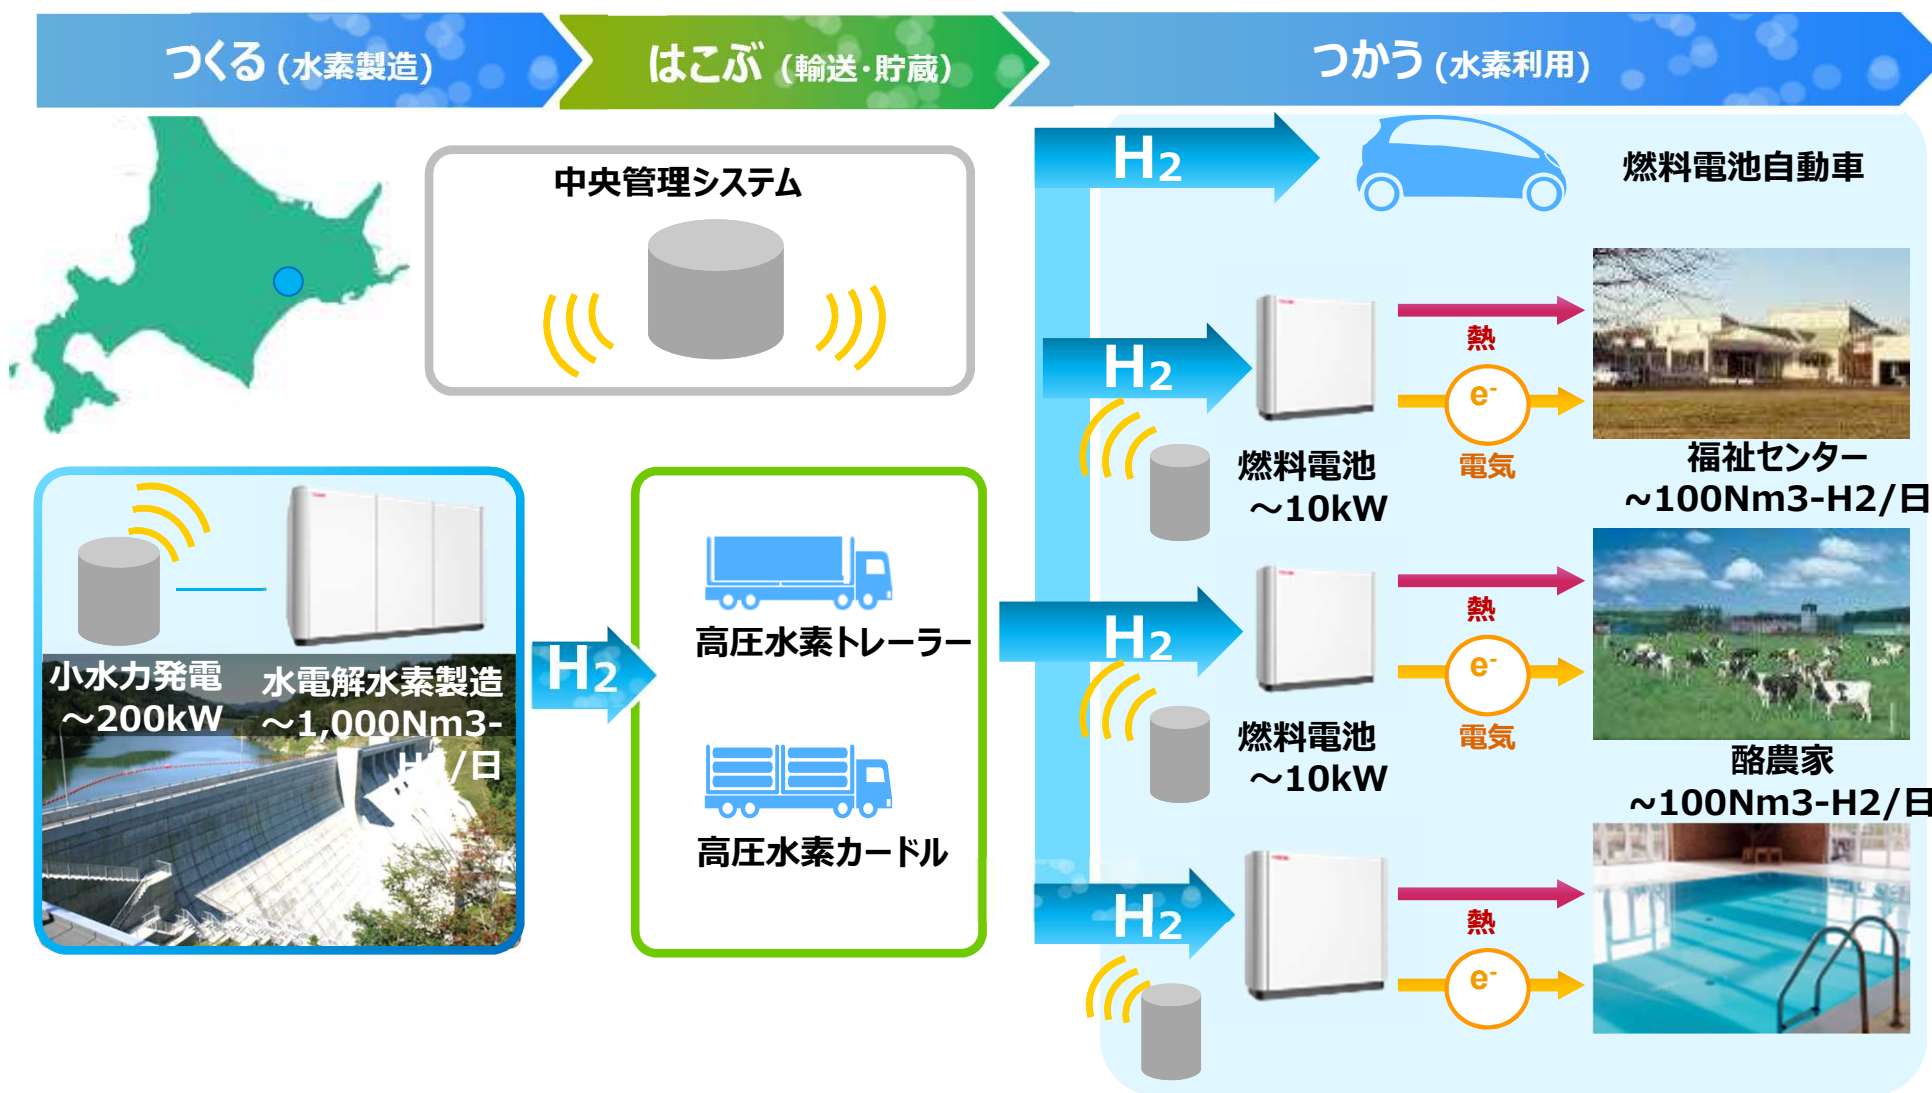 つくる (水素製造)
はこぶ (輸送・貯蔵)
つかう (水素利用)
中央管理システム
小水力発電
～200kW
水電解水素製造
～1,000Nm3-
H2/日
H2
高圧水素トレーラー
高圧水素カードル
H2
燃料電池自動車
H2
燃料電池
～10kW
熱
e-
電気
福祉センター
~100Nm3-H2/日
H2
燃料電池
～10kW
熱
e-
電気
酪農家
~100Nm3-H2/日
H2
熱
e-